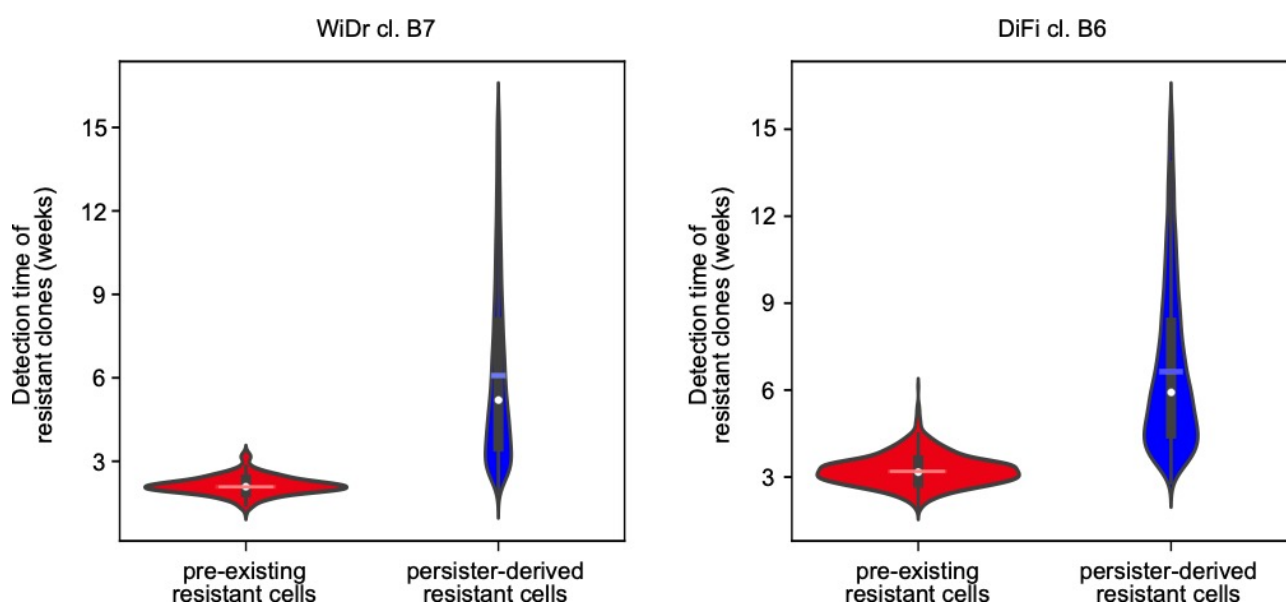 WiDr cl. B7
Detection time of
resistant clones (weeks)
15
12
9
6
3
pre-existing
resistant cells
persister-derived
resistant cells
DiFi cl. B6
Detection time of
resistant clones (weeks)
15
12
9
6
3
pre-existing
resistant cells
persister-derived
resistant cells